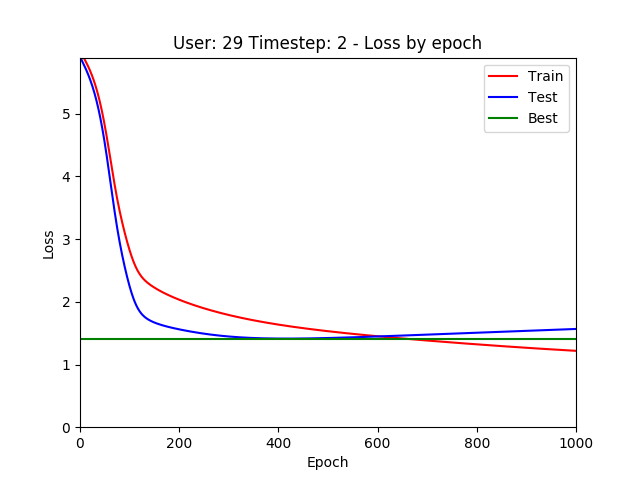 User: 29 Timestep: 2 - Loss by epoch
Train
Test
Best
Loss
5
4
3
2
1
0
0 200 400 600 800 1000
Epoch